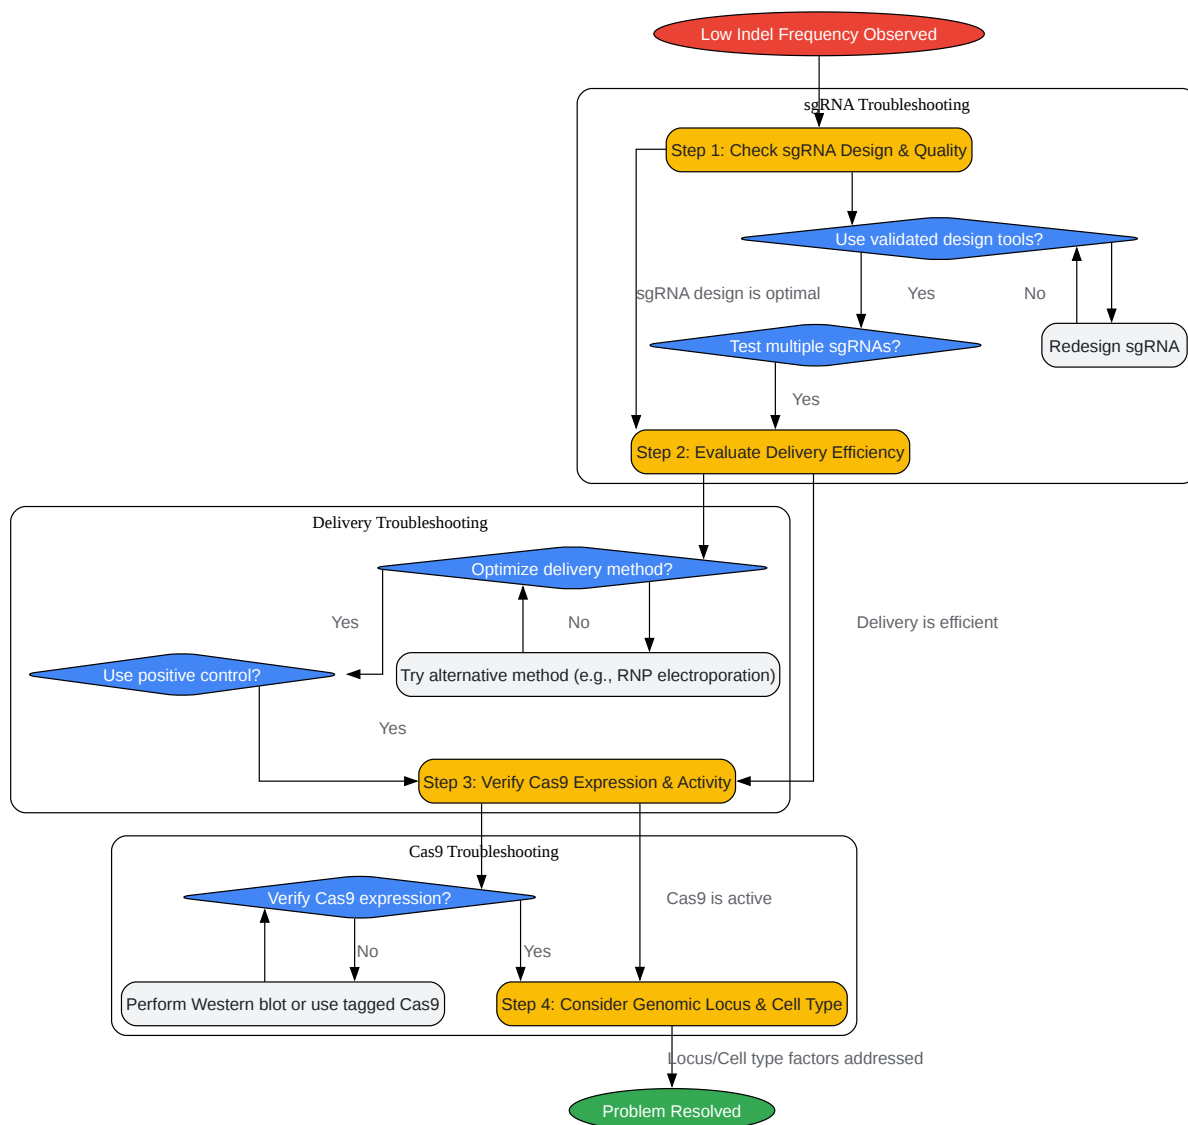 Low Indel Frequency Observed
sgRNA Troubleshooting
Step 1: Check sgRNA Design & Quality
Use validated design tools?
sgRNA design is optimal
Yes
No
Test multiple sgRNAs?
Redesign sgRNA
Yes
Step 2: Evaluate Delivery Efficiency
Delivery Troubleshooting
Optimize delivery method?
Yes
No
Delivery is efficient
Use positive control?
Try alternative method (e.g., RNP electroporation)
Yes
Step 3: Verify Cas9 Expression & Activity
Cas9 Troubleshooting
Verify Cas9 expression?
Cas9 is active
No
Yes
Perform Western blot or use tagged Cas9
Step 4: Consider Genomic Locus & Cell Type
Locus/Cell type factors addressed
Problem Resolved